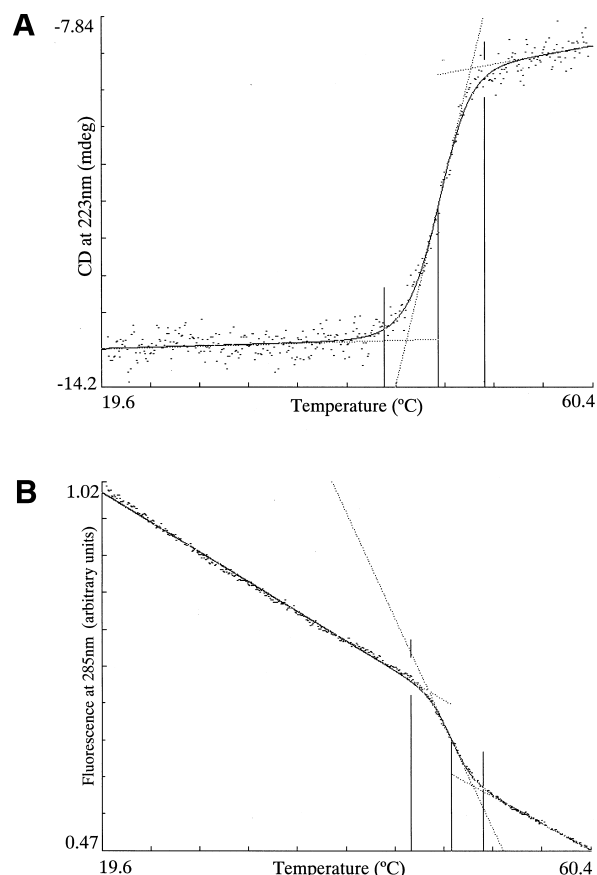 A
-7.84
CD at 223nm (mdeg)
-14.2
19.6
Temperature (ºC)
60.4
B
1.02
Fluorescence at 285nm (arbitrary units)
0.47
19.6
Temperature (ºC)
60.4